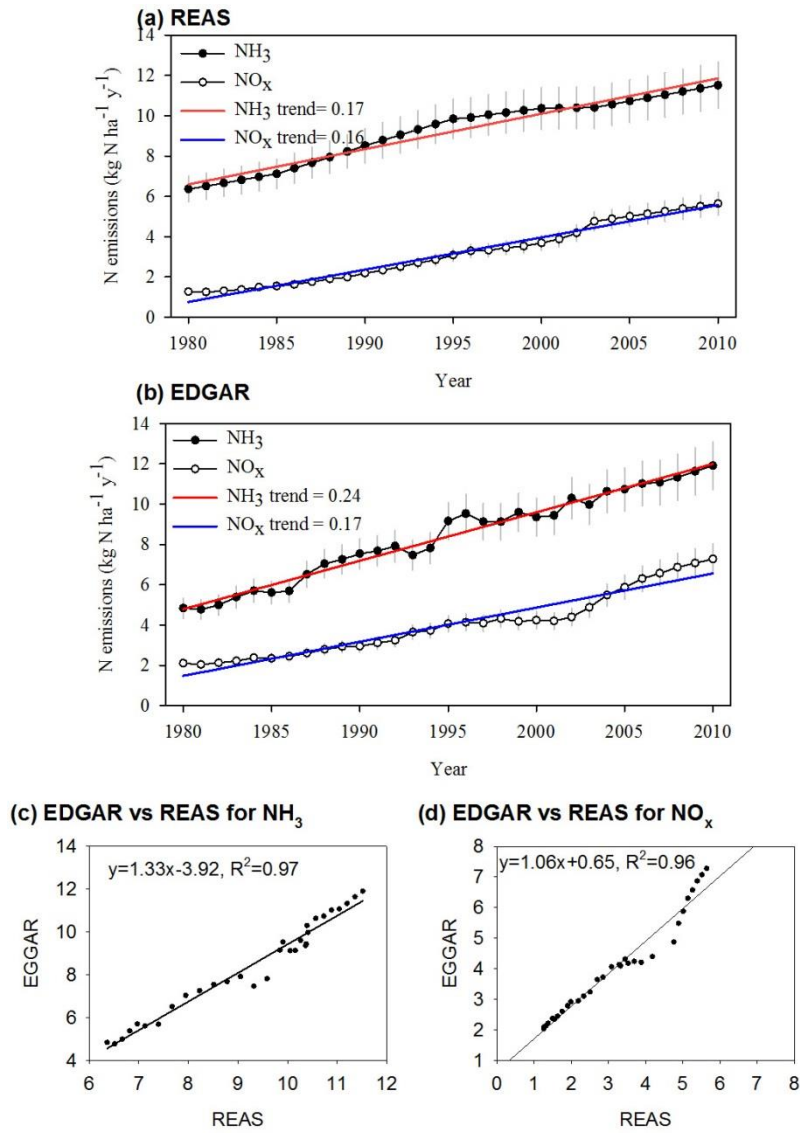 (a) REAS
14
12
10
8
6
4
2
0
N emissions (kg N ha⁻¹ y⁻¹)
NH₃
NOₓ
NH₃ trend= 0.17
NOₓ trend= 0.16
1980 1985 1990 1995 2000 2005 2010
Year
(b) EDGAR
14
12
10
8
6
4
2
0
N emissions (kg N ha⁻¹ y⁻¹)
NH₃
NOₓ
NH₃ trend = 0.24
NOₓ trend = 0.17
1980 1985 1990 1995 2000 2005 2010
Year
(c) EDGAR vs REAS for NH₃
y=1.33x-3.92, R²=0.97
14
12
10
8
6
4
EGGAR
6 7 8 9 10 11 12
REAS
(d) EDGAR vs REAS for NOₓ
y=1.06x+0.65, R²=0.96
8
7
6
5
4
3
2
1
EGGAR
0 1 2 3 4 5 6 7 8
REAS